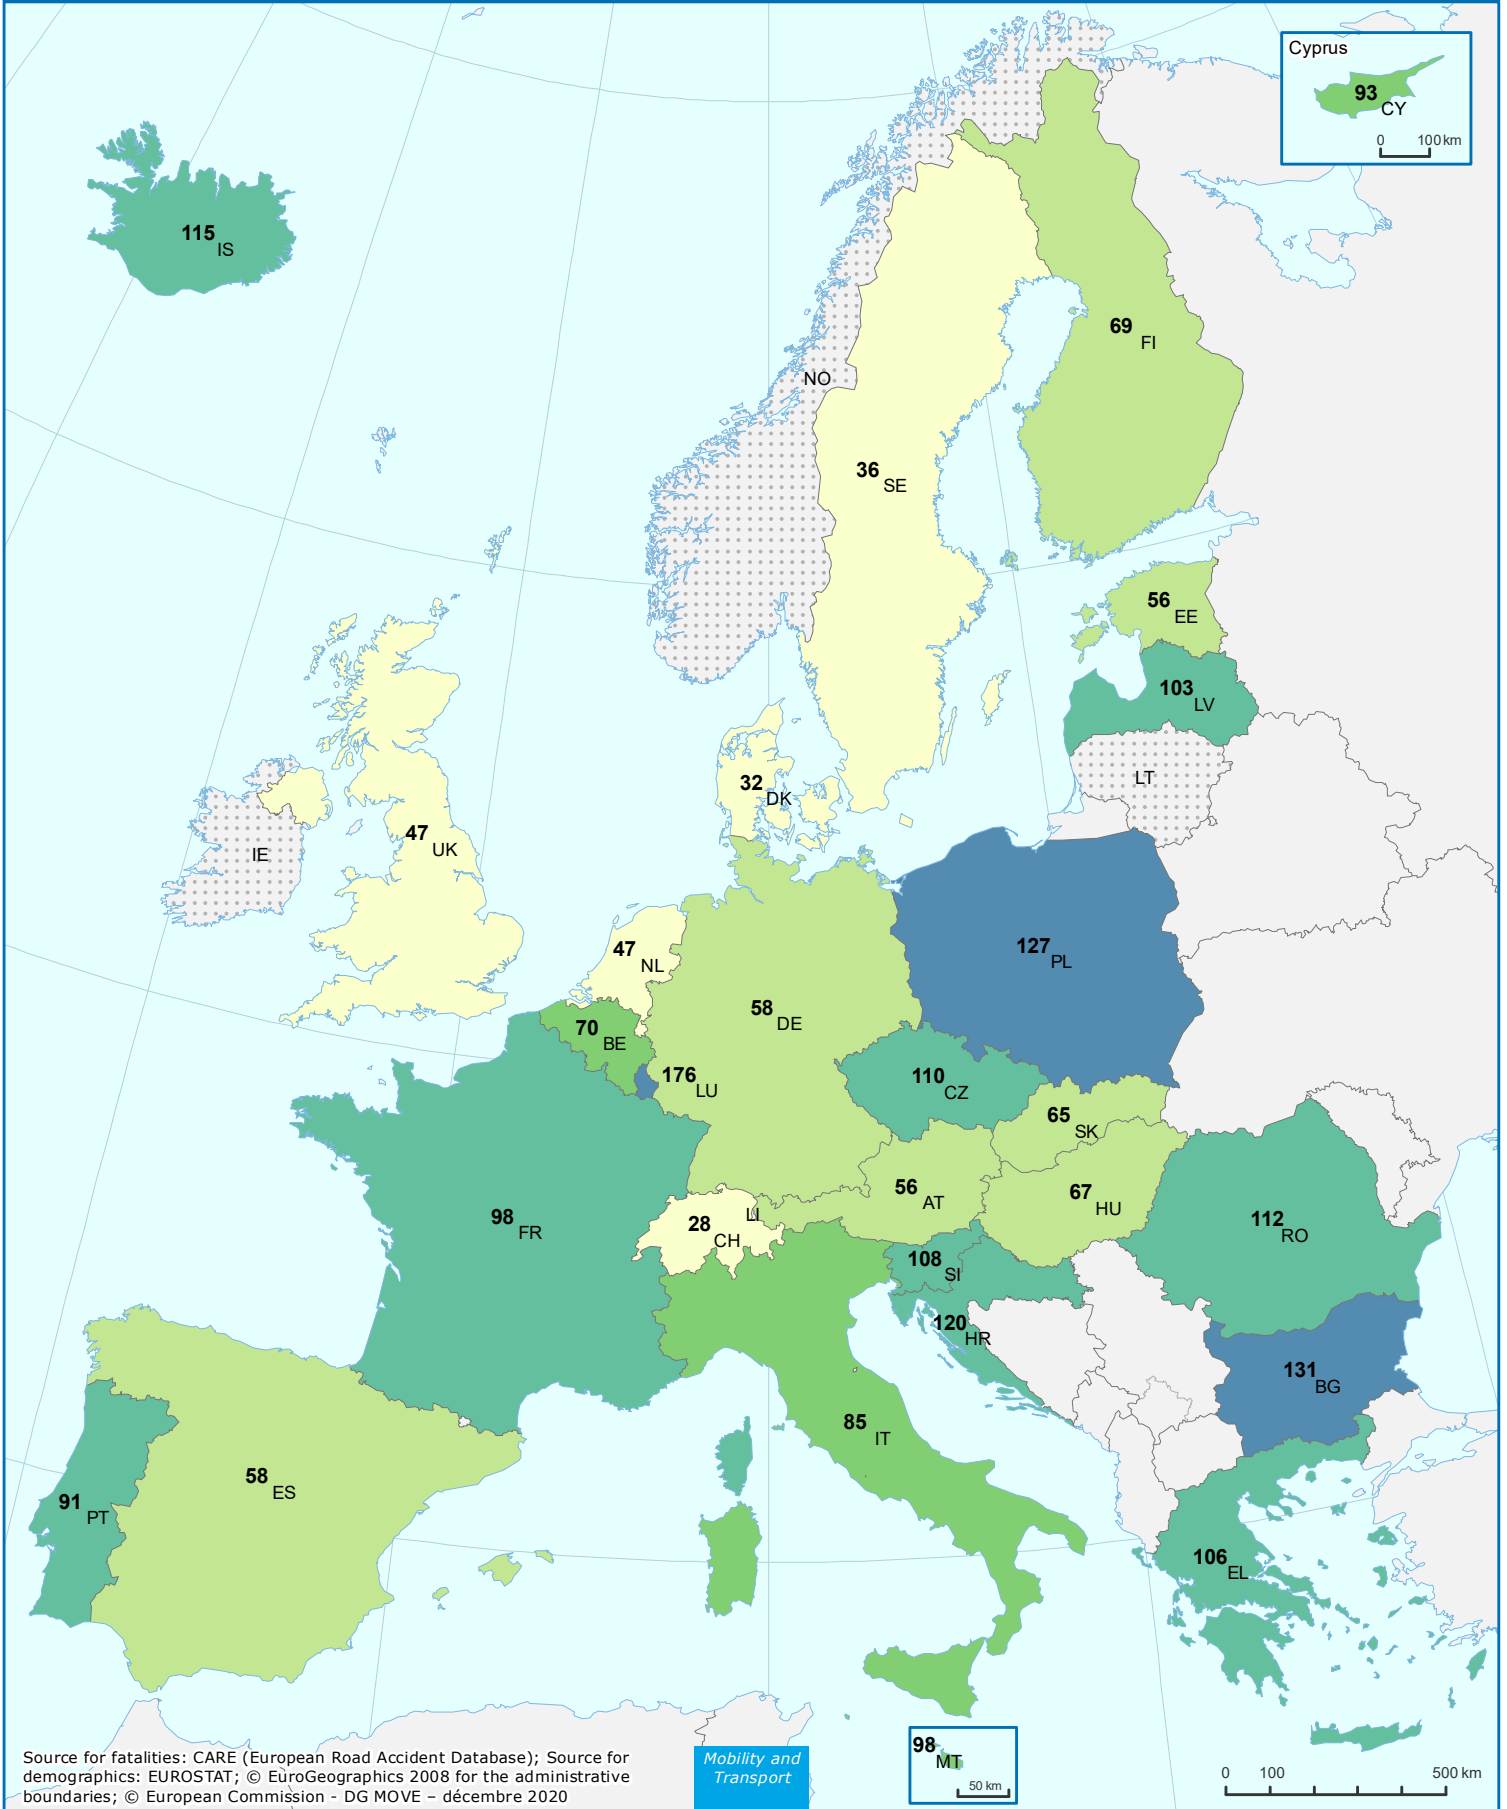 Cyprus
93
CY
0 100 km
115
IS
69
FI
NO
36
SE
56
EE
103
LV
LT
32
DK
47
UK
IE
47
NL
127
PL
58
DE
70
BE
176
LU
110
CZ
65
SK
56
AT
67
HU
98
FR
28
CH
LI
112
RO
108
SI
120
HR
131
BG
85
IT
58
ES
91
PT
106
EL
98
MT
50 km
0 100 500 km
Mobility and
Transport
Source for fatalities: CARE (European Road Accident Database); Source for
demographics: EUROSTAT; © EuroGeographics 2008 for the administrative
boundaries; © European Commission - DG MOVE – décembre 2020